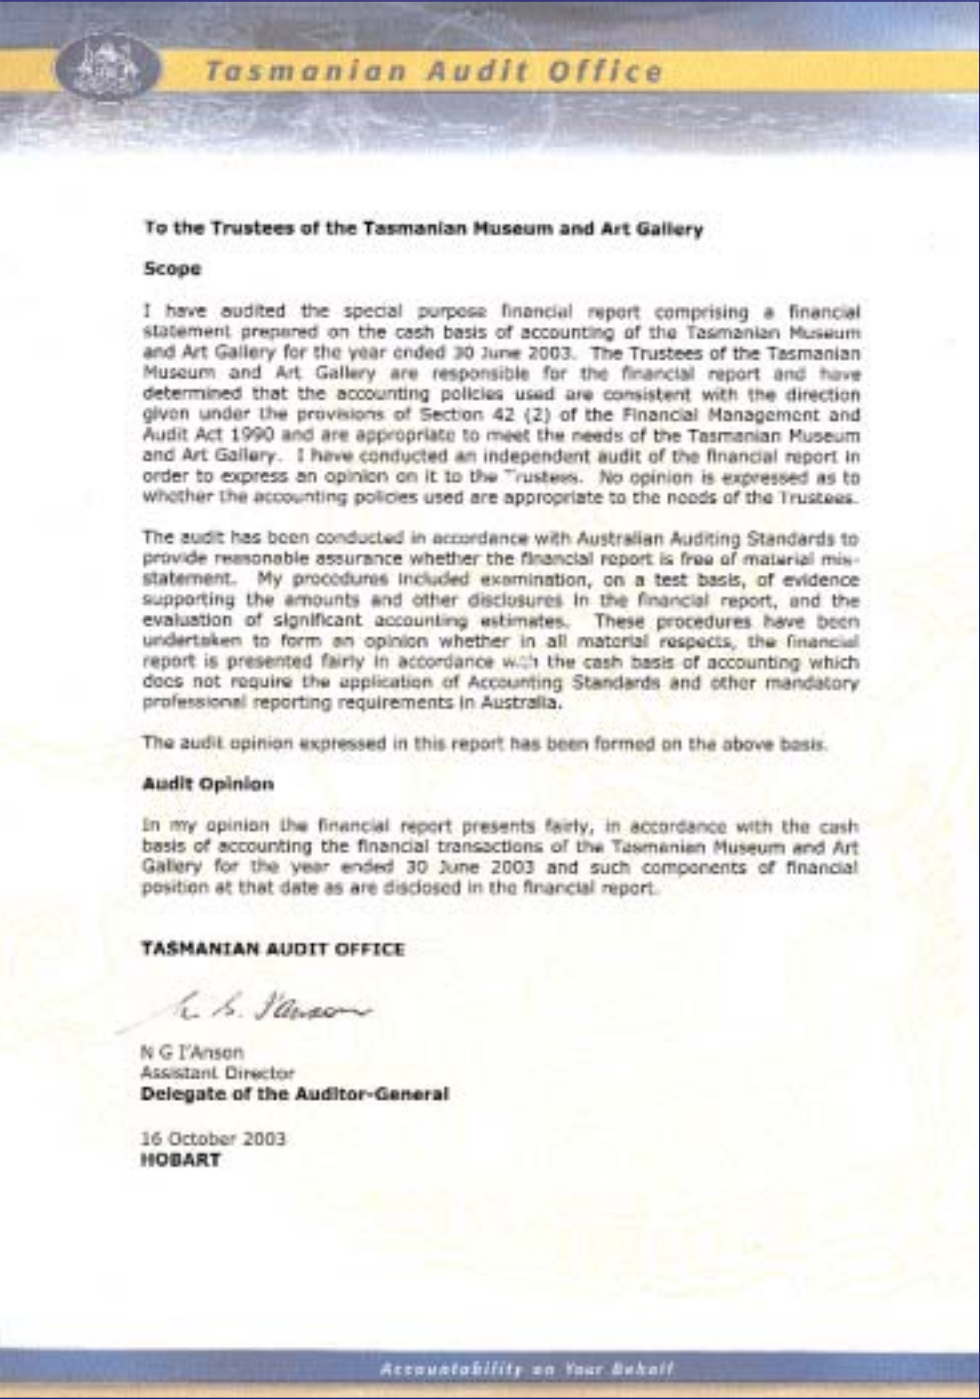 Tasmanian Audit Office
To the Trustees of the Tasmanian Museum and Art Gallery
Scope
I have audited the special purpose financial report comprising a financial
statement prepared on the cash basis of accounting of the Tasmanian Museum
and Art Gallery for the year ended 30 June 2003. The Trustees of the Tasmanian
Museum and Art Gallery are responsible for the financial report and have
determined that the accounting policies used are consistent with the direction
given under the provisions of Section 42 (2) of the Financial Management and
Audit Act 1990 and are appropriate to meet the needs of the Tasmanian Museum
and Art Gallery. I have conducted an independent audit of the financial report in
order to express an opinion on it to the Trustees. No opinion is expressed as to
whether the accounting policies used are appropriate to the needs of the Trustees.
The audit has been conducted in accordance with Australian Auditing Standards to
provide reasonable assurance whether the financial report is free of material mis-
statement. My procedures included examination, on a test basis, of evidence
supporting the amounts and other disclosures in the financial report, and the
evaluation of significant accounting estimates. These procedures have been
undertaken to form an opinion whether in all material respects, the financial
report is presented fairly in accordance with the cash basis of accounting which
does not require the application of Accounting Standards and other mandatory
professional reporting requirements in Australia.
The audit opinion expressed in this report has been formed on the above basis.
Audit Opinion
In my opinion the financial report presents fairly, in accordance with the cash
basis of accounting the financial transactions of the Tasmanian Museum and Art
Gallery for the year ended 30 June 2003 and such components of financial
position at that date as are disclosed in the financial report.
TASMANIAN AUDIT OFFICE
N G I'Anson
N G I'Anson
Assistant Director
Delegate of the Auditor-General
16 October 2003
HOBART
Accountability on Your Behalf